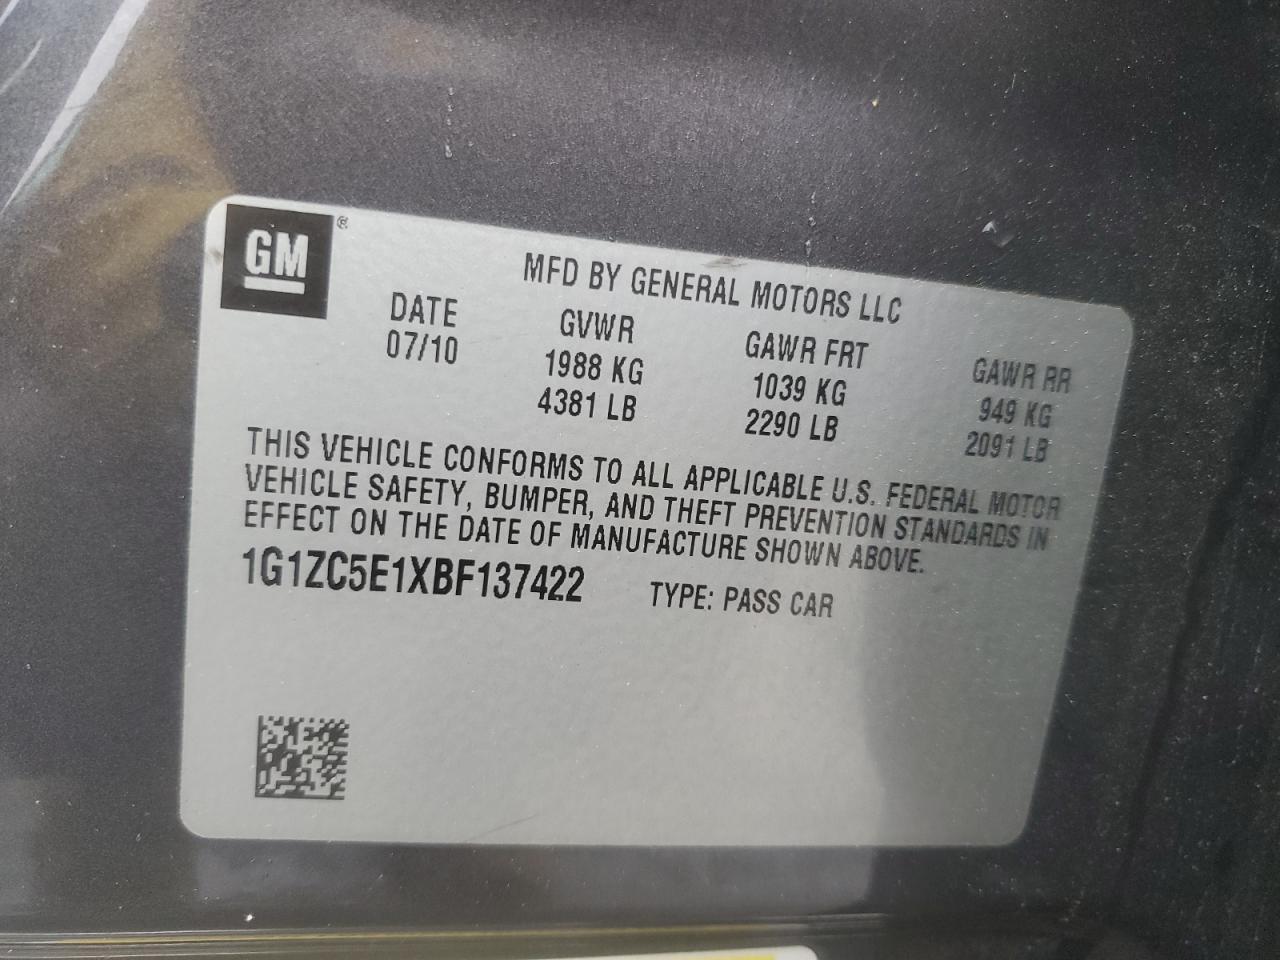 GM ®
MFD BY GENERAL MOTORS LLC
DATE GVWR GAWR FRT GAWR RR
07/10 1988 KG 1039 KG 949 KG
4381 LB 2290 LB 2091 LB
THIS VEHICLE CONFORMS TO ALL APPLICABLE U.S. FEDERAL MOTOR
VEHICLE SAFETY, BUMPER, AND THEFT PREVENTION STANDARDS IN
EFFECT ON THE DATE OF MANUFACTURE SHOWN ABOVE.
1G1ZC5E1XBF137422 TYPE: PASS CAR